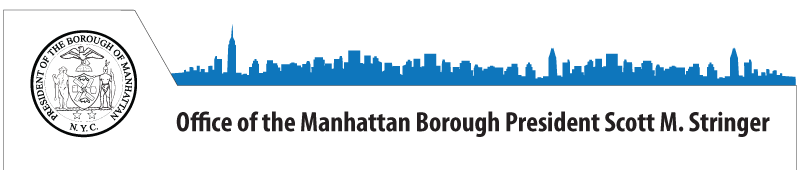 PRESIDENT OF THE BOROUGH OF MANHATTAN
N.Y.C.
Office of the Manhattan Borough President Scott M. Stringer